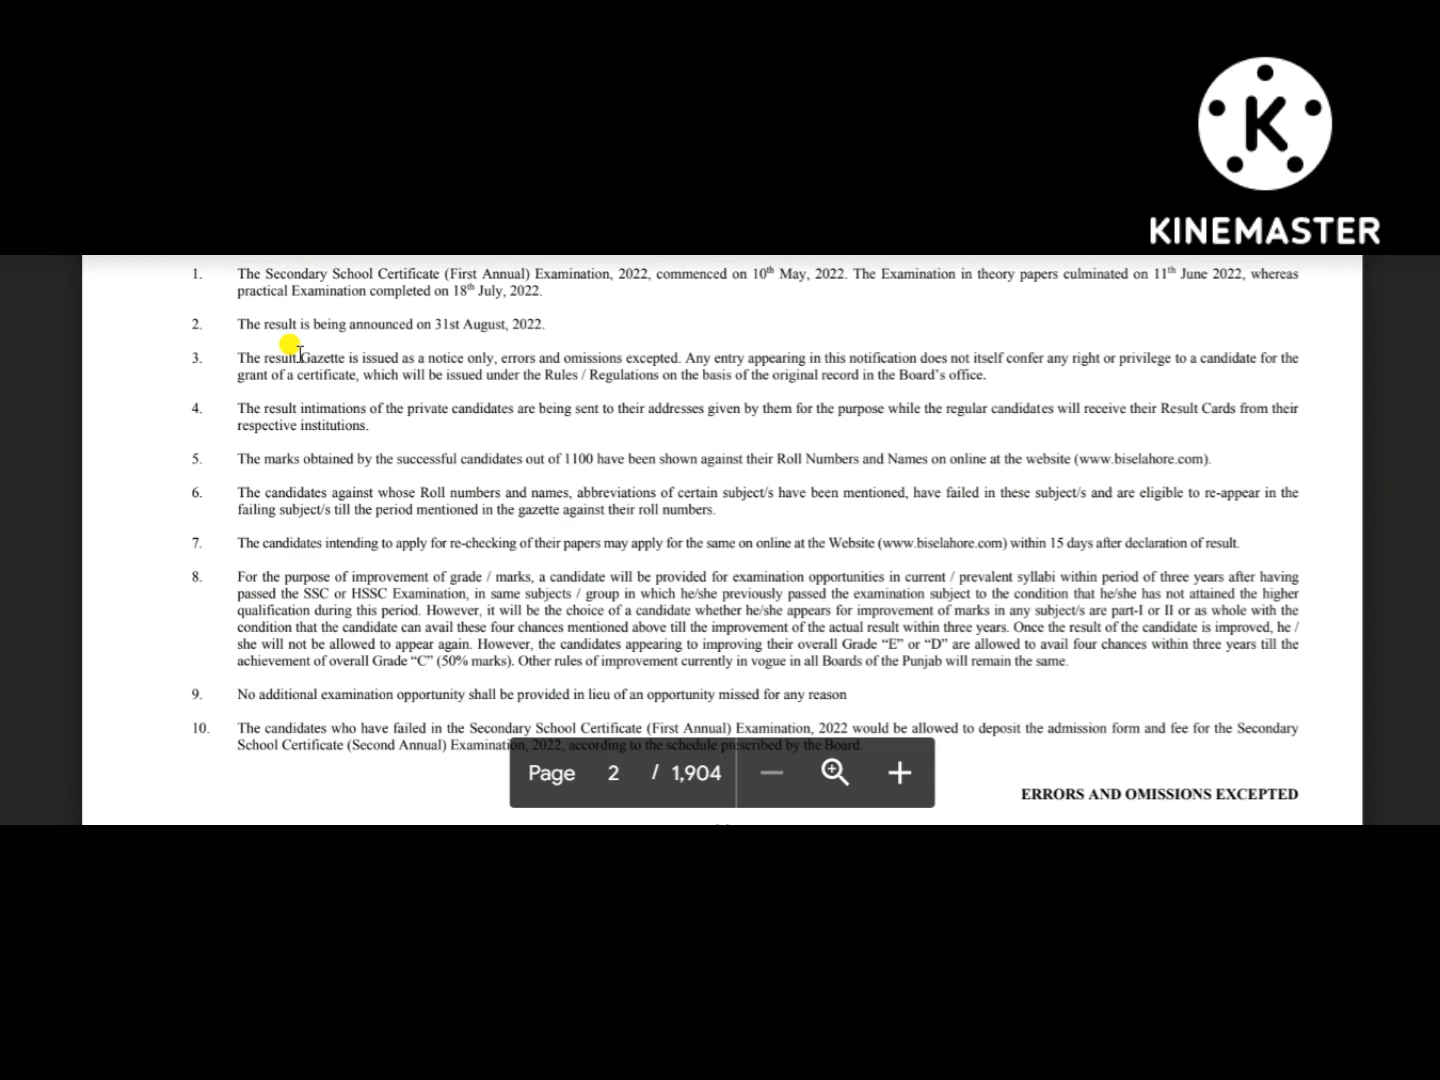 K
KINEMASTER
1. The Secondary School Certificate (First Annual) Examination, 2022, commenced on 10th May, 2022. The Examination in theory papers culminated on 11th June 2022, whereas
practical Examination completed on 18th July, 2022.
2. The result is being announced on 31st August, 2022.
3. The result Gazette is issued as a notice only, errors and omissions excepted. Any entry appearing in this notification does not itself confer any right or privilege to a candidate for the
grant of a certificate, which will be issued under the Rules / Regulations on the basis of the original record in the Board's office.
4. The result intimations of the private candidates are being sent to their addresses given by them for the purpose while the regular candidates will receive their Result Cards from their
respective institutions.
5. The marks obtained by the successful candidates out of 1100 have been shown against their Roll Numbers and Names on online at the website (www.biselahore.com).
6. The candidates against whose Roll numbers and names, abbreviations of certain subject/s have been mentioned, have failed in these subject/s and are eligible to re-appear in the
failing subject/s till the period mentioned in the gazette against their roll numbers.
7. The candidates intending to apply for re-checking of their papers may apply for the same on online at the Website (www.biselahore.com) within 15 days after declaration of result.
8. For the purpose of improvement of grade / marks, a candidate will be provided for examination opportunities in current / prevalent syllabi within period of three years after having
passed the SSC or HSSC Examination, in same subjects / group in which he/she previously passed the examination subject to the condition that he/she has not attained the higher
qualification during this period. However, it will be the choice of a candidate whether he/she appears for improvement of marks in any subject/s are part-I or II or as whole with the
condition that the candidate can avail these four chances mentioned above till the improvement of the actual result within three years. Once the result of the candidate is improved, he /
she will not be allowed to appear again. However, the candidates appearing to improving their overall Grade “E” or “D” are allowed to avail four chances within three years till the
achievement of overall Grade “C” (50% marks). Other rules of improvement currently in vogue in all Boards of the Punjab will remain the same.
9. No additional examination opportunity shall be provided in lieu of an opportunity missed for any reason
10. The candidates who have failed in the Secondary School Certificate (First Annual) Examination, 2022 would be allowed to deposit the admission form and fee for the Secondary
School Certificate (Second Annual) Examination, 2022, according to the schedule prescribed by the Board.
Page 2 / 1,904
ERRORS AND OMISSIONS EXCEPTED